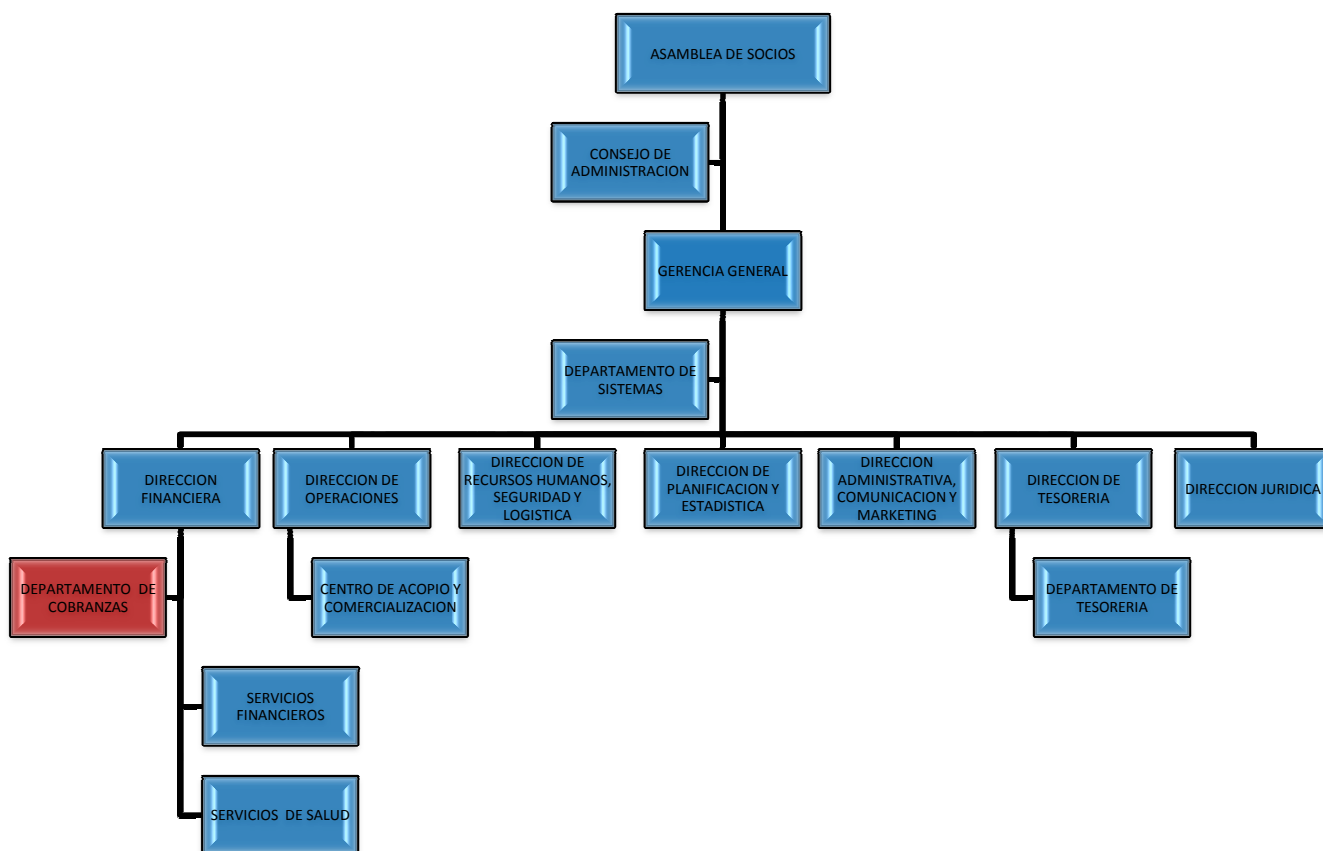 ASAMBLEA DE SOCIOS
CONSEJO DE
ADMINISTRACION
GERENCIA GENERAL
DEPARTAMENTO DE
SISTEMAS
DIRECCION
FINANCIERA
DIRECCION DE
OPERACIONES
DIRECCION DE
RECURSOS HUMANOS,
SEGURIDAD Y
LOGISTICA
DIRECCION DE
PLANIFICACION Y
ESTADISTICA
DIRECCION
ADMINISTRATIVA,
COMUNICACION Y
MARKETING
DIRECCION DE
TESORERIA
DIRECCION JURIDICA
DEPARTAMENTO DE
COBRANZAS
CENTRO DE ACOPIO Y
COMERCIALIZACION
DEPARTAMENTO DE
TESORERIA
SERVICIOS
FINANCIEROS
SERVICIOS DE SALUD